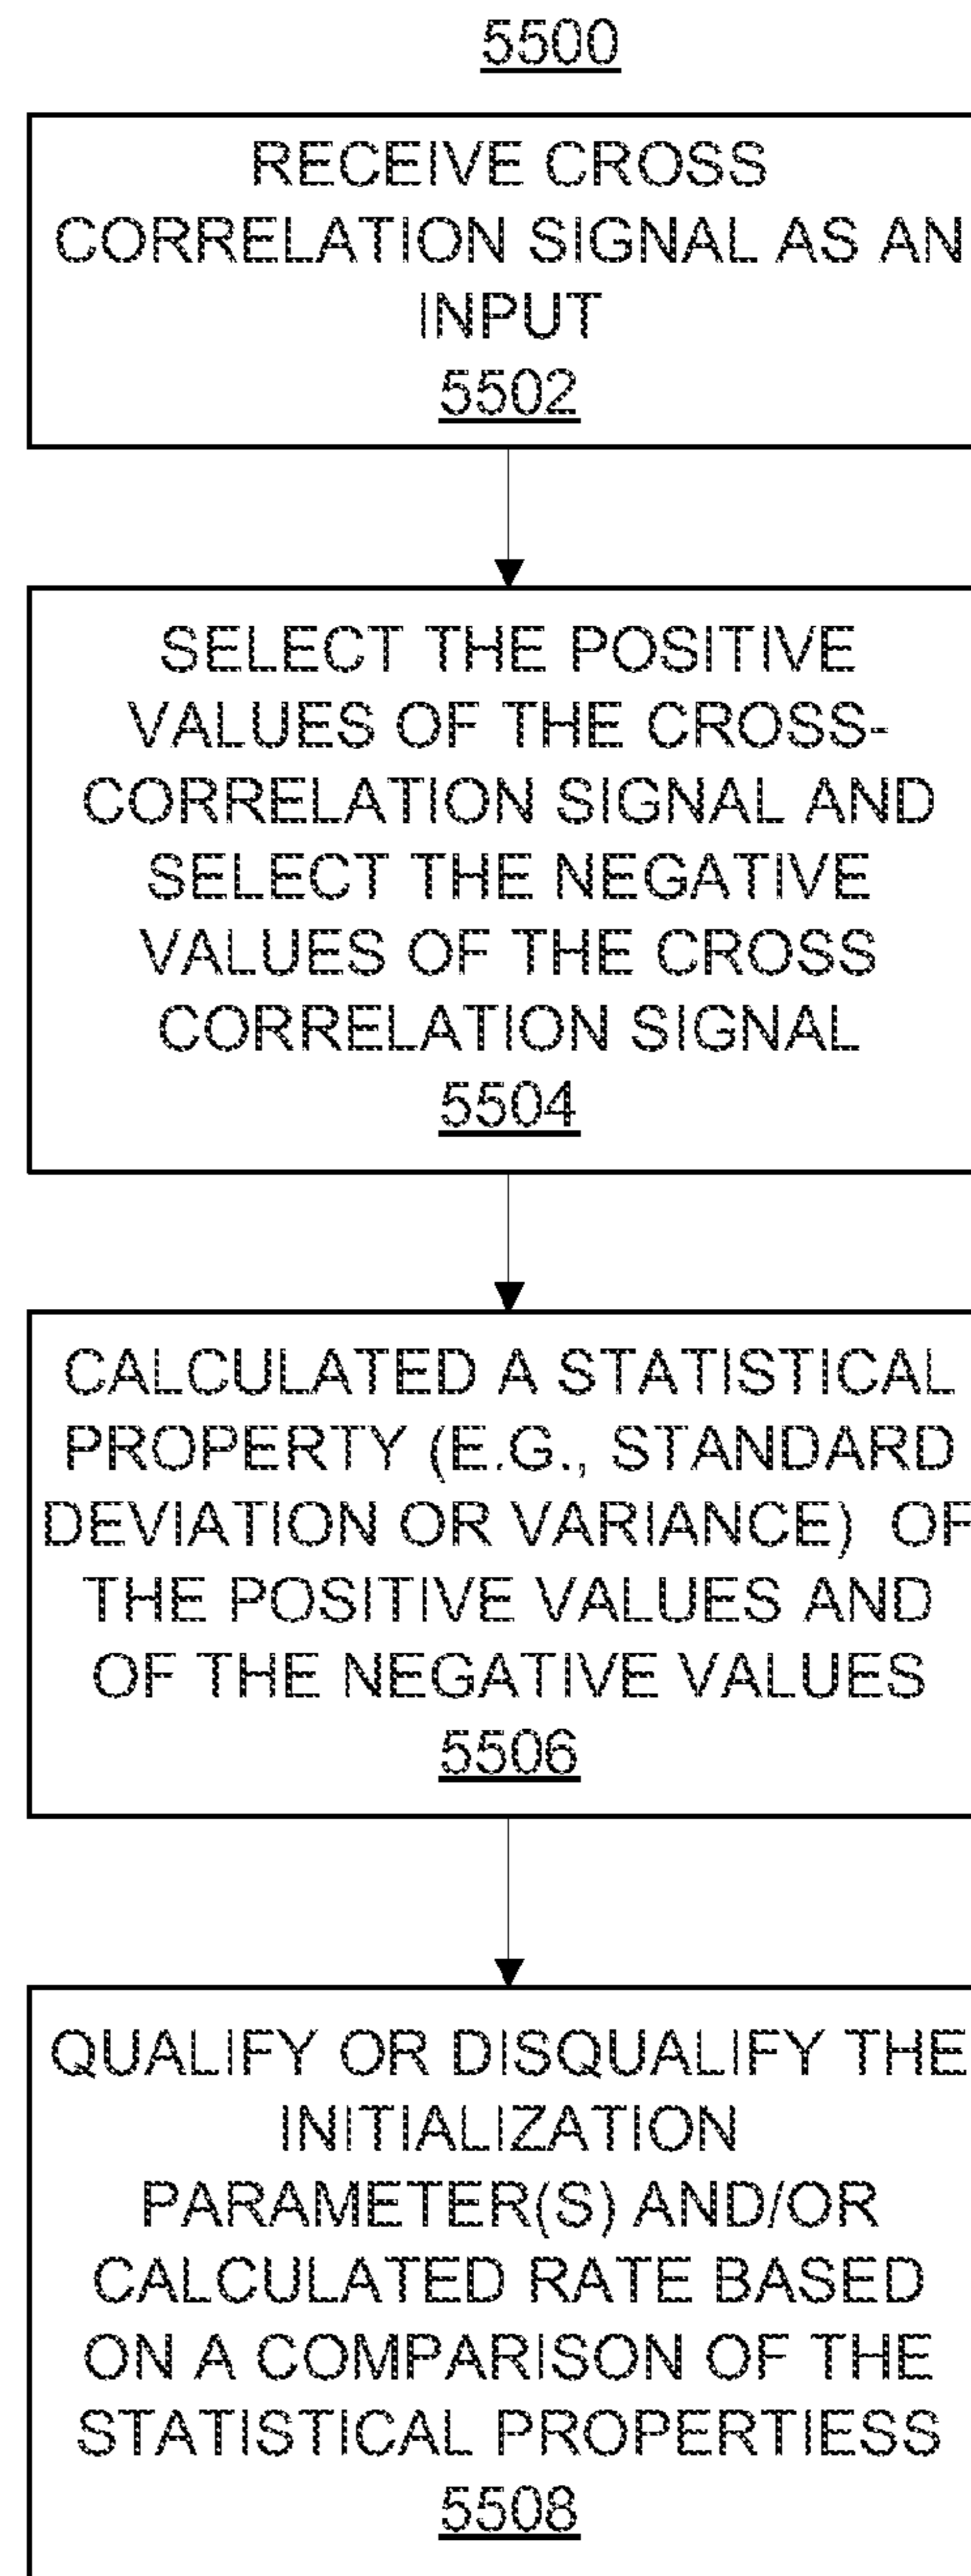 5500
RECEIVE CROSS
CORRELATION SIGNAL AS AN
INPUT
5502
SELECT THE POSITIVE
VALUES OF THE CROSS-
CORRELATION SIGNAL AND
SELECT THE NEGATIVE
VALUES OF THE CROSS
CORRELATION SIGNAL
5504
CALCULATED A STATISTICAL
PROPERTY (E.G., STANDARD
DEVIATION OR VARIANCE) OF
THE POSITIVE VALUES AND
OF THE NEGATIVE VALUES
5506
QUALIFY OR DISQUALIFY THE
INITIALIZATION
PARAMETER(S) AND/OR
CALCULATED RATE BASED
ON A COMPARISON OF THE
STATISTICAL PROPERTIESS
5508